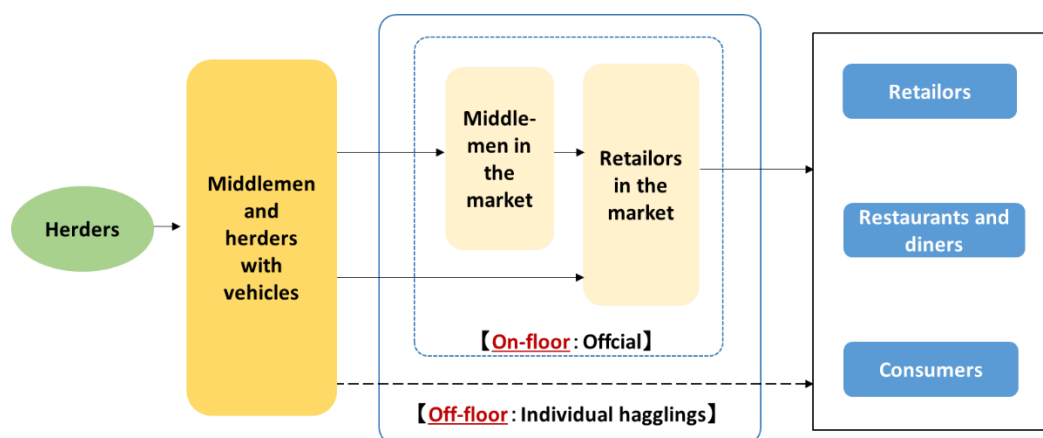 Herders
Middlemen
and
herders
with
vehicles
Middle-
men in
the
market
Retailors
in the
market
【On-floor: Offcial】
【Off-floor: Individual hagglings】
Retailors
Restaurants and
diners
Consumers